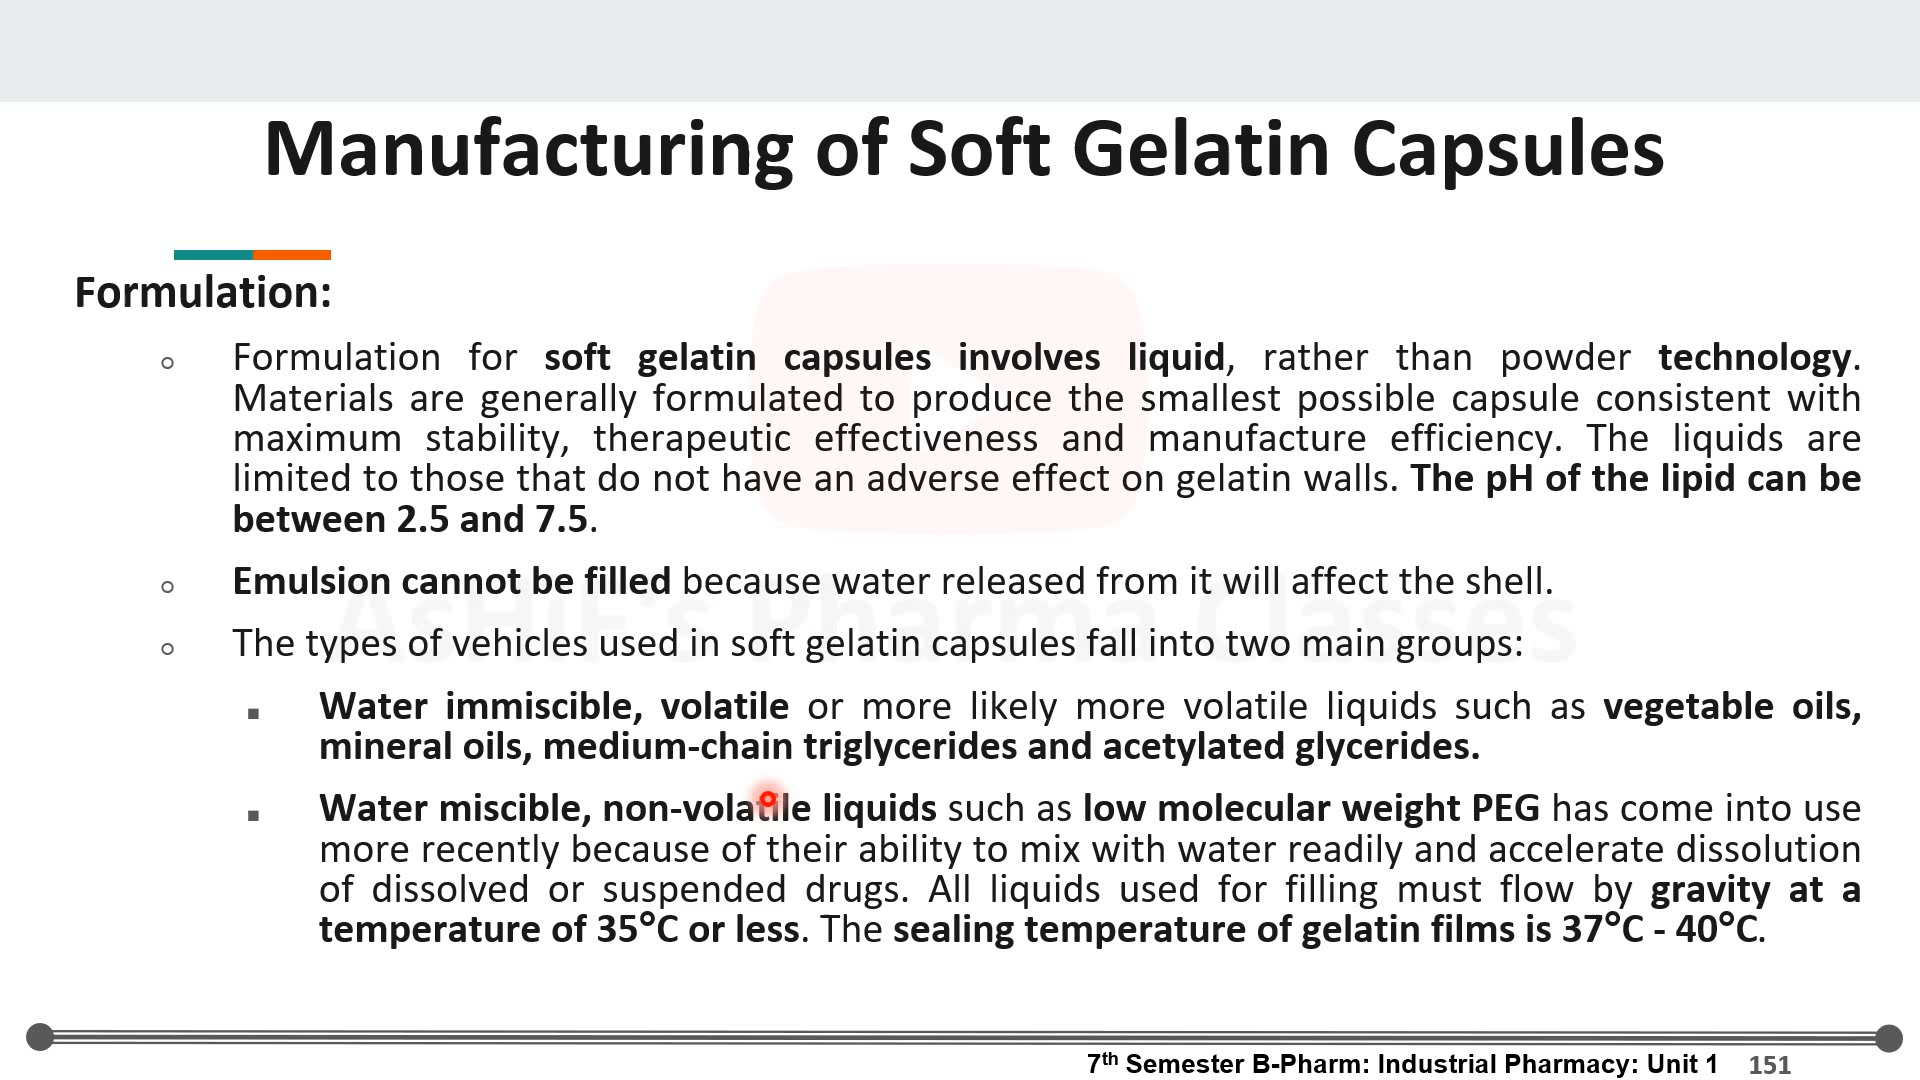 Manufacturing of Soft Gelatin Capsules
Formulation:
Formulation for soft gelatin capsules involves liquid, rather than powder technology.
Materials are generally formulated to produce the smallest possible capsule consistent with
maximum stability, therapeutic effectiveness and manufacture efficiency. The liquids are
limited to those that do not have an adverse effect on gelatin walls. The pH of the lipid can be
between 2.5 and 7.5.
Emulsion cannot be filled because water released from it will affect the shell.
AsHiF's Pharma Classes
The types of vehicles used in soft gelatin capsules fall into two main groups:
Water immiscible, volatile or more likely more volatile liquids such as vegetable oils,
mineral oils, medium-chain triglycerides and acetylated glycerides.
Water miscible, non-volatile liquids such as low molecular weight PEG has come into use
more recently because of their ability to mix with water readily and accelerate dissolution
of dissolved or suspended drugs. All liquids used for filling must flow by gravity at a
temperature of 35°C or less. The sealing temperature of gelatin films is 37°C - 40°C.
7th Semester B-Pharm: Industrial Pharmacy: Unit 1 151